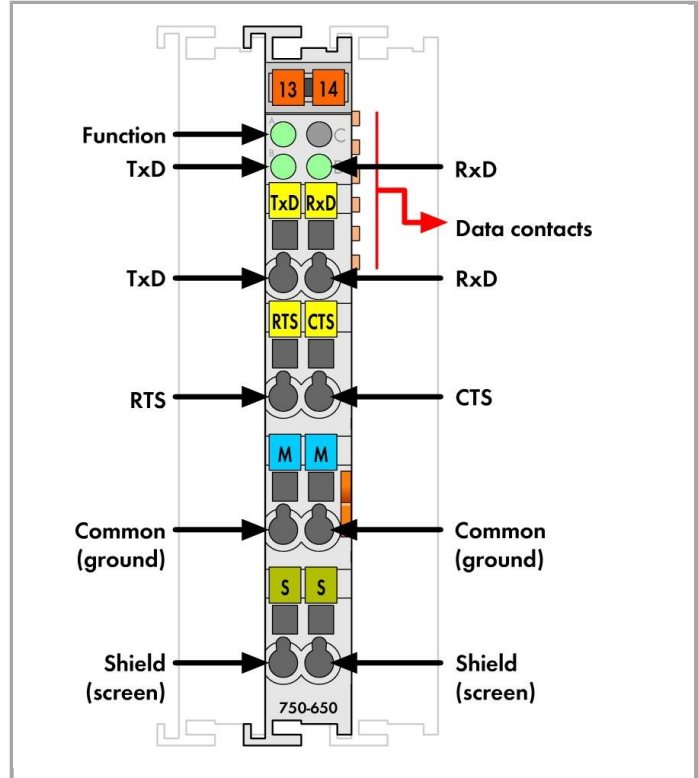 13 14
A
C
Function
TxD
B
RxD
TxD RxD
Data contacts
TxD
RxD
RTS CTS
RTS
CTS
M M
Common
(ground)
Common
(ground)
S S
Shield
(screen)
Shield
(screen)
750-650